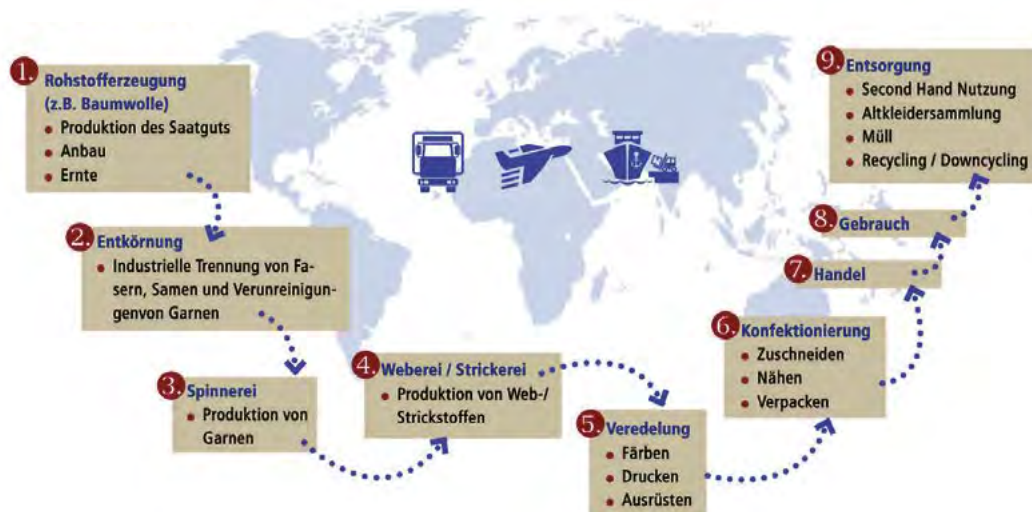 1. Rohstofferzeugung
(z.B. Baumwolle)
• Produktion des Saatguts
• Anbau
• Ernte
2. Entkörnung
• Industrielle Trennung von Fa-
sern, Samen und Verunreinigun-
genvon Garnen
3. Spinnerei
• Produktion von
Garnen
4. Weberei / Strickerei
• Produktion von Web-/
Strickstoffen
5. Veredelung
• Färben
• Drucken
• Ausrüsten
6. Konfektionierung
• Zuschneiden
• Nähen
• Verpacken
7. Handel
8. Gebrauch
9. Entsorgung
• Second Hand Nutzung
• Altkleidersammlung
• Müll
• Recycling / Downcycling